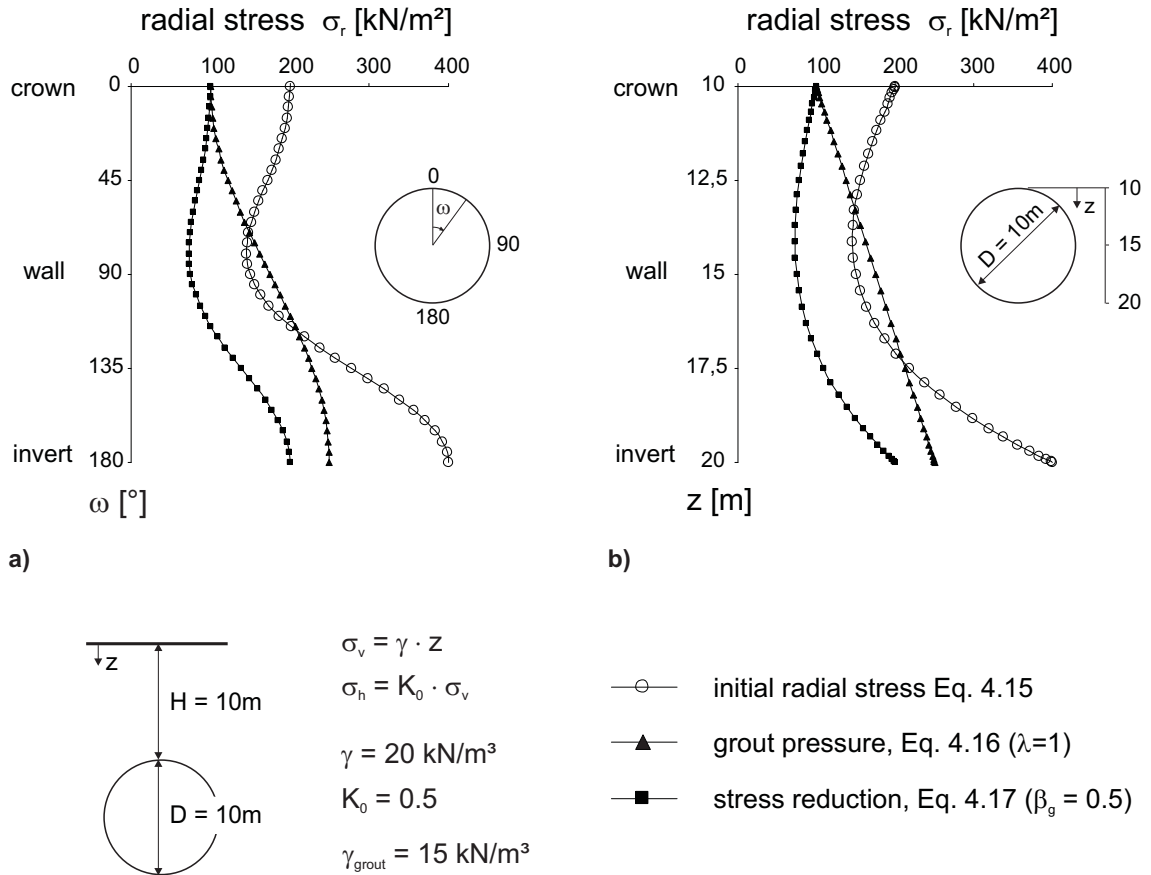 radial stress σr [kN/m²]
0 100 200 300 400
crown 0
45
wall 90
135
invert 180
ω [°]
0
ω
90
180
a)
radial stress σr [kN/m²]
0 100 200 300 400
crown 10
12,5
wall 15
17,5
invert 20
z [m]
10
z
D = 10m
15
20
b)
z
H = 10m
D = 10m
σv = γ · z
σh = K0 · σv
γ = 20 kN/m³
K0 = 0.5
γgrout = 15 kN/m³
initial radial stress Eq. 4.15
grout pressure, Eq. 4.16 (λ=1)
stress reduction, Eq. 4.17 (βg = 0.5)